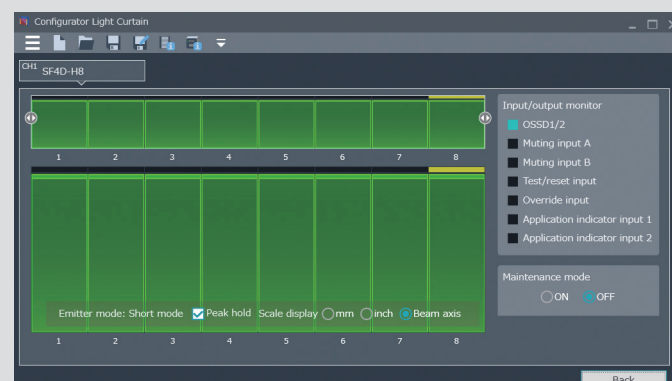 Configurator Light Curtain
CH1 SF4D-H8
1 2 3 4 5 6 7 8
Emitter mode: Short mode Peak hold Scale display mm inch Beam axis
1 2 3 4 5 6 7 8
Input/output monitor
OSSD1/2
Muting input A
Muting input B
Test/reset input
Override input
Application indicator input 1
Application indicator input 2
Maintenance mode
ON OFF
Back